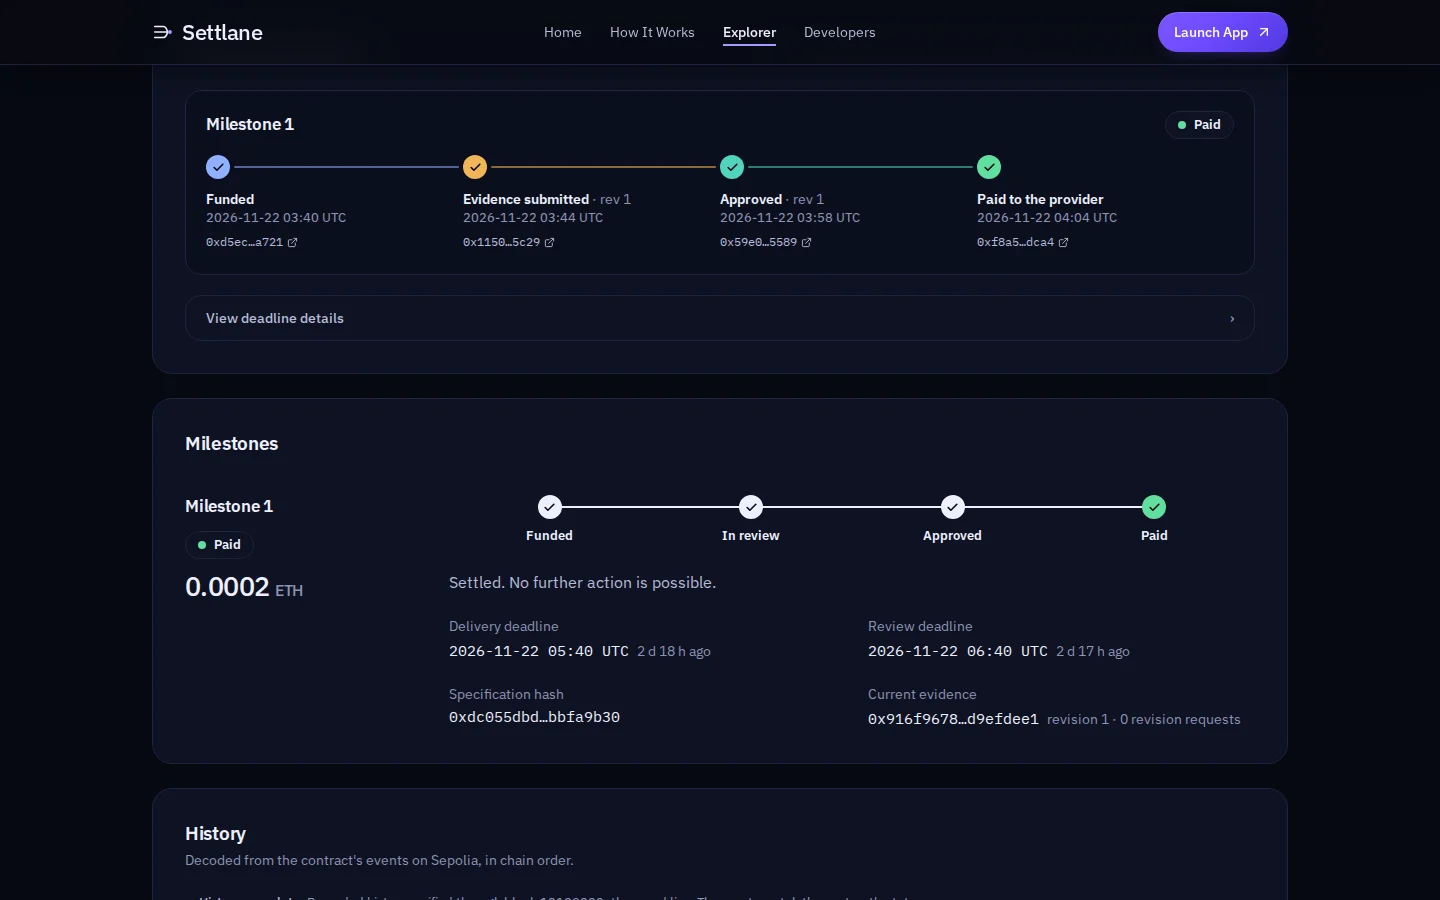 Settlane
Home How It Works Explorer Developers
Launch App
Milestone 1
Paid
Funded
2026-11-22 03:40 UTC
0xd5ec…a721
Evidence submitted · rev 1
2026-11-22 03:44 UTC
0x1150…5c29
Approved · rev 1
2026-11-22 03:58 UTC
0x59e0…5589
Paid to the provider
2026-11-22 04:04 UTC
0xf8a5…dca4
View deadline details
Milestones
Milestone 1
Paid
0.0002 ETH
Funded In review Approved Paid
Settled. No further action is possible.
Delivery deadline
2026-11-22 05:40 UTC 2 d 18 h ago
Review deadline
2026-11-22 06:40 UTC 2 d 17 h ago
Specification hash
0xdc055dbd…bbfa9b30
Current evidence
0x916f9678…d9efdee1 revision 1 · 0 revision requests
History
Decoded from the contract's events on Sepolia, in chain order.